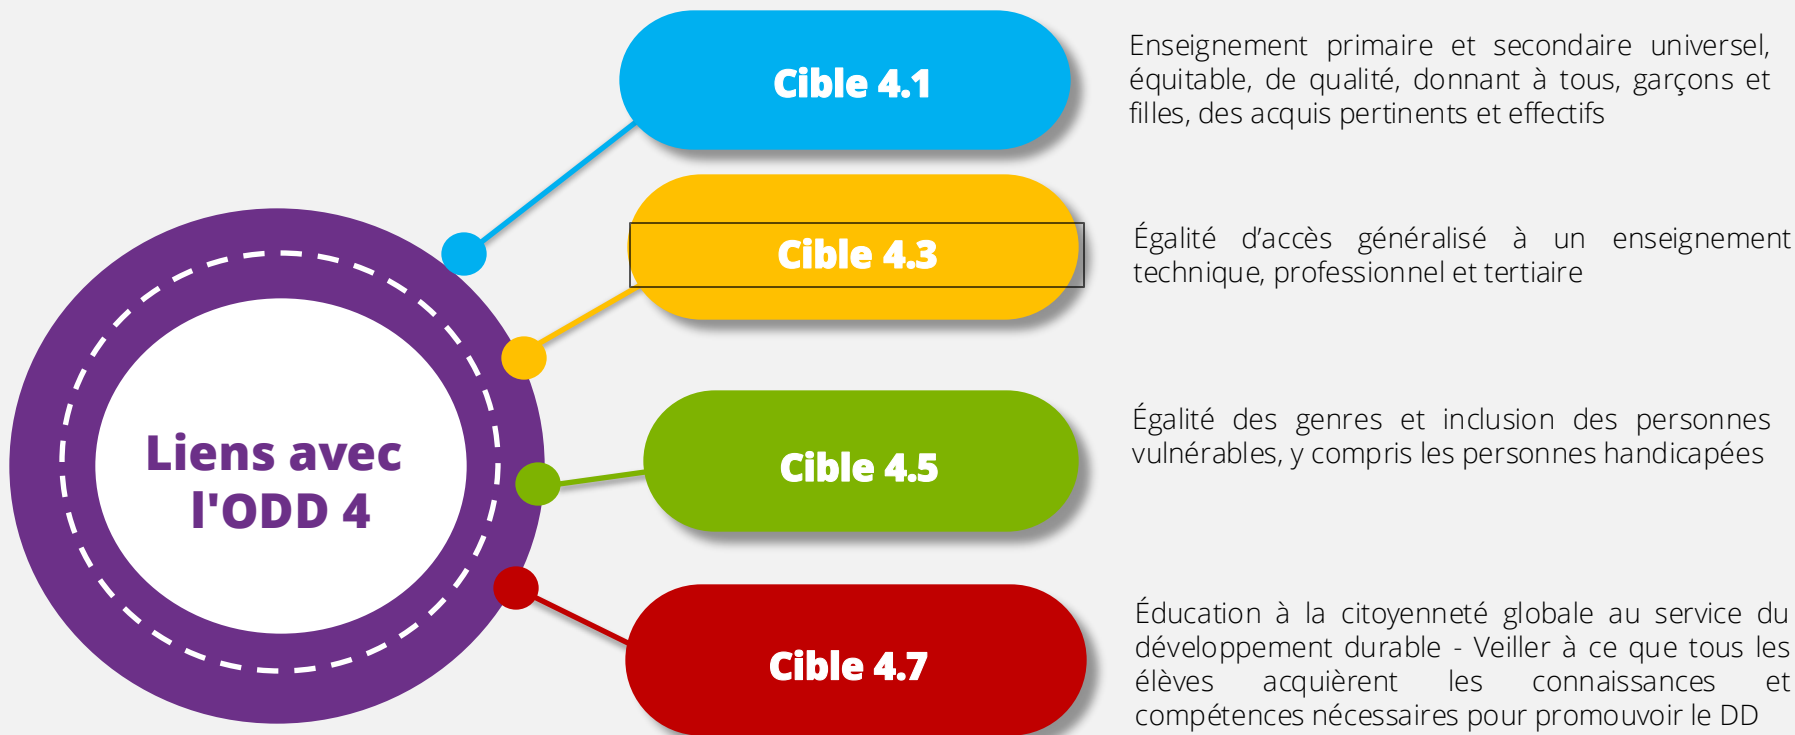 Cible 4.1
Enseignement primaire et secondaire universel,
équitable, de qualité, donnant à tous, garçons et
filles, des acquis pertinents et effectifs
Cible 4.3
Égalité d’accès généralisé à un enseignement
technique, professionnel et tertiaire
Liens avec
l'ODD 4
Cible 4.5
Égalité des genres et inclusion des personnes
vulnérables, y compris les personnes handicapées
Cible 4.7
Éducation à la citoyenneté globale au service du
développement durable - Veiller à ce que tous les
élèves acquièrent les connaissances et
compétences nécessaires pour promouvoir le DD